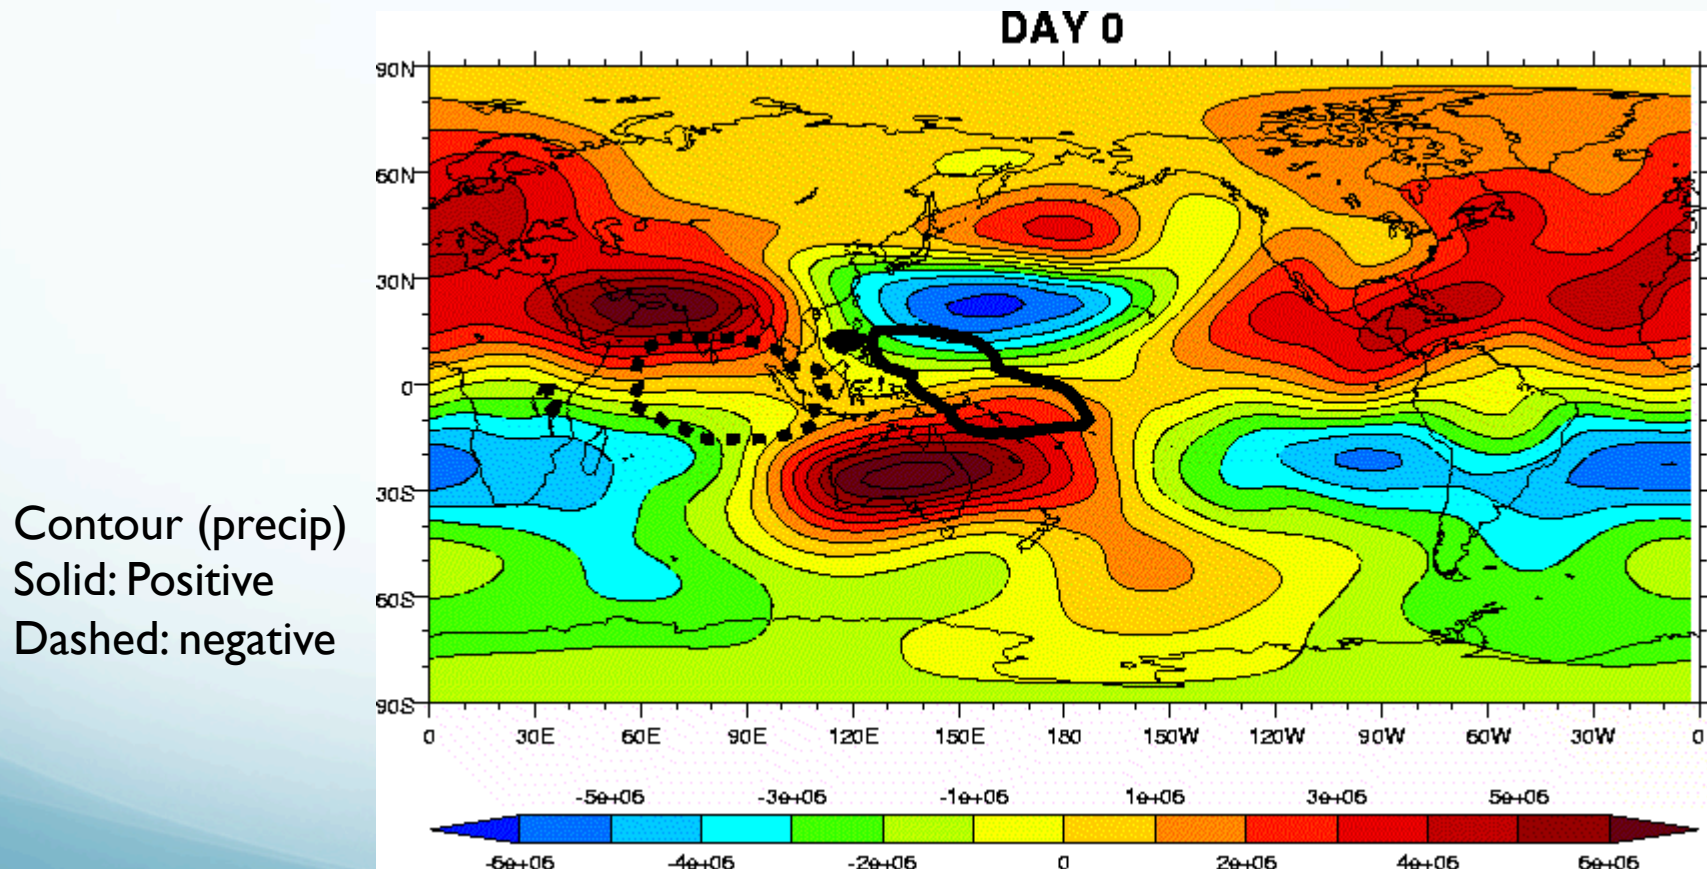 DAY 0
90N
60N
30N
0
30S
60S
90S
0 30E 60E 90E 120E 150E 180 150W 120W 90W 60W 30W 0
-5e+06 -3e+06 -1e+06 1e+06 3e+06 5e+06
-6e+06 -4e+06 -2e+06 0 2e+06 4e+06 6e+06
Contour (precip)
Solid: Positive
Dashed: negative